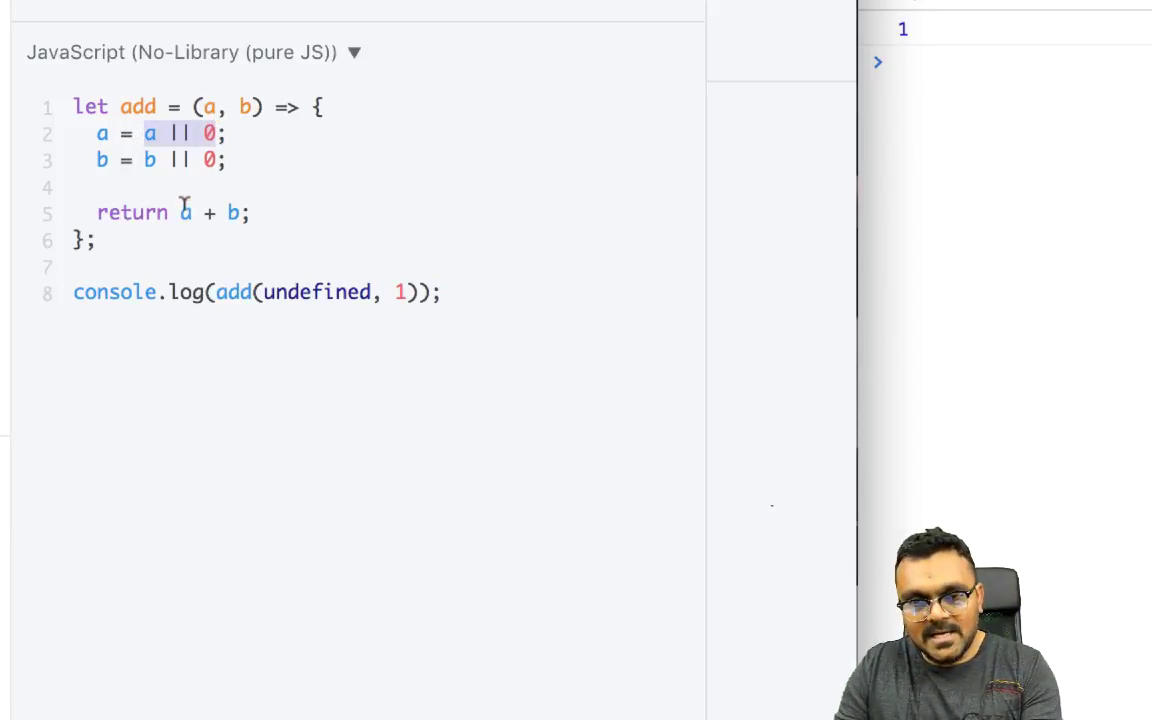 JavaScript (No-Library (pure JS)) ▼
1 let add = (a, b) => {
2 a = a || 0;
3 b = b || 0;
4
5 return a + b;
6 };
7
8 console.log(add(undefined, 1));
1
>